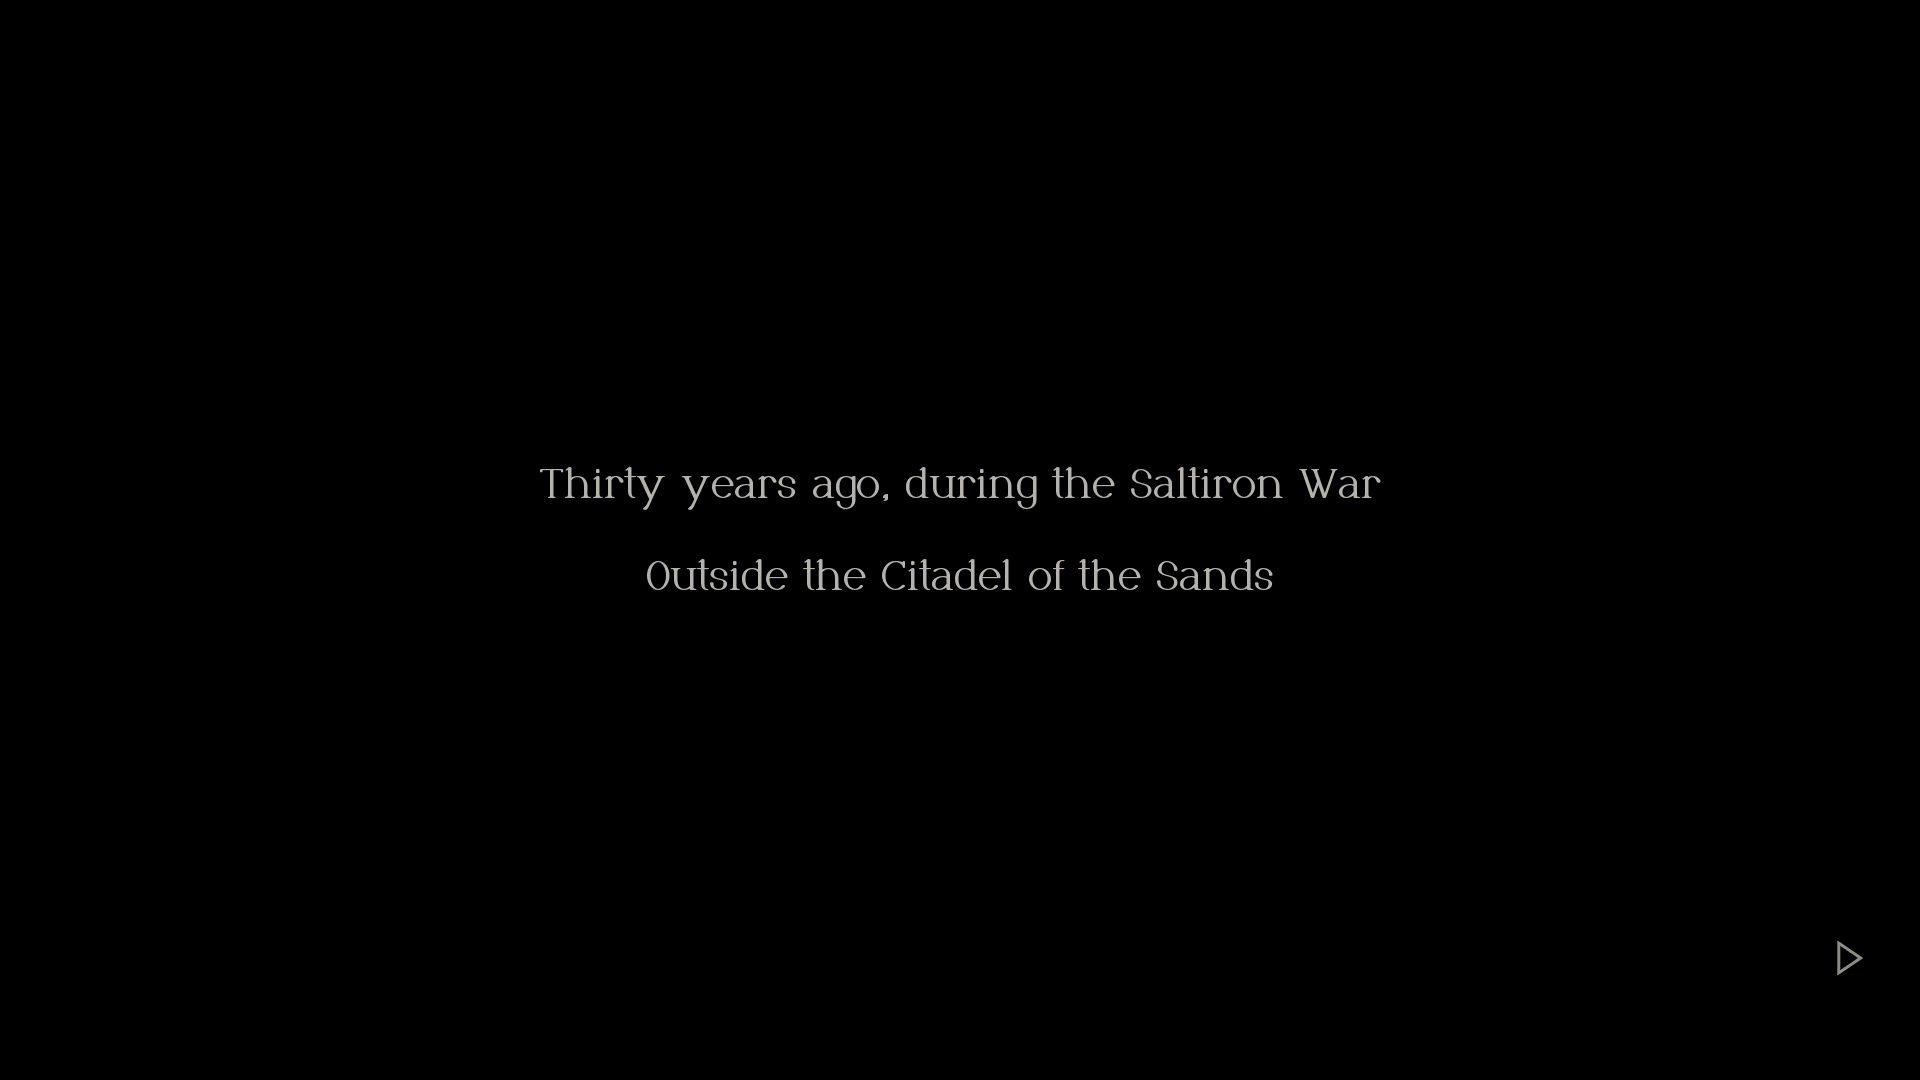 Thirty years ago, during the Saltiron War
Outside the Citadel of the Sands